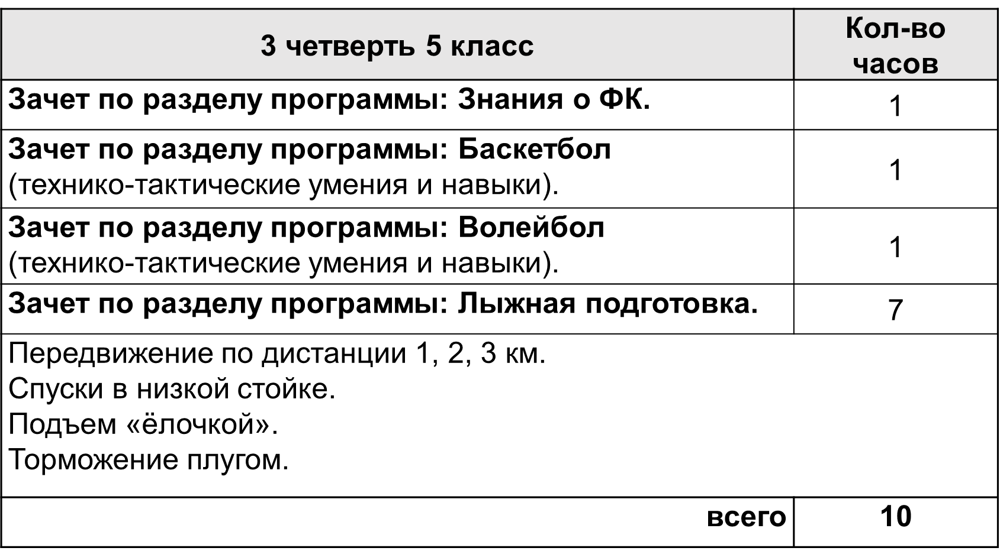 3 четверть 5 класс
Кол-во
часов
Зачет по разделу программы: Знания о ФК.
1
Зачет по разделу программы: Баскетбол
(технико-тактические умения и навыки).
1
Зачет по разделу программы: Волейбол
(технико-тактические умения и навыки).
1
Зачет по разделу программы: Лыжная подготовка.
7
Передвижение по дистанции 1, 2, 3 км.
Спуски в низкой стойке.
Подъем «ёлочкой».
Торможение плугом.
всего
10